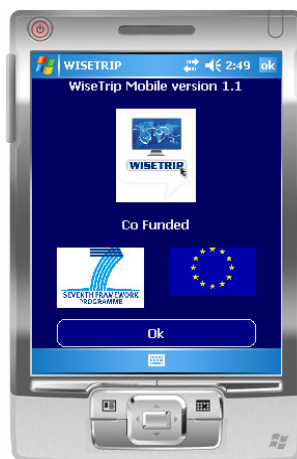 WISETRIP 2:49 ok
WiseTrip Mobile version 1.1
WISETRIP
Co Funded
SEVENTH FRAMEWORK
PROGRAMME
Ok